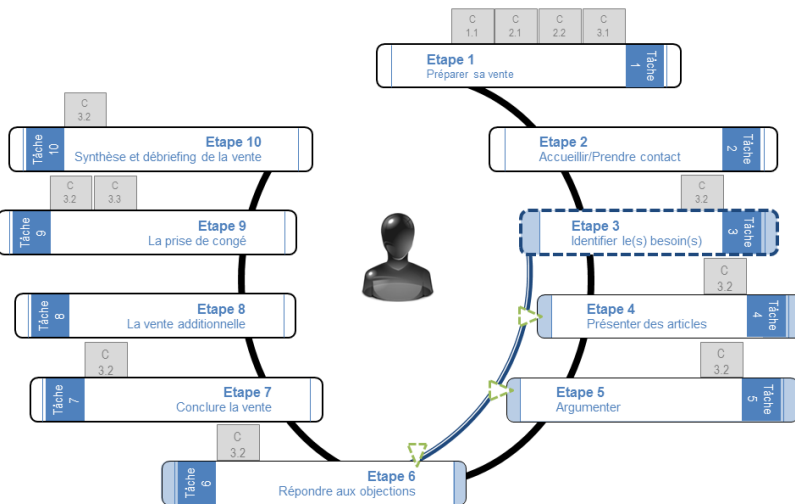 C
1.1
C
2.1
C
2.2
C
3.1
Etape 1
Préparer sa vente
Tâche
1
Etape 2
Accueillir/Prendre contact
Tâche
2
C
3.2
Etape 3
Identifier le(s) besoin(s)
Tâche
3
C
3.2
Etape 4
Présenter des articles
Tâche
4
C
3.2
Etape 5
Argumenter
Tâche
5
C
3.2
Etape 6
Répondre aux objections
Tâche
6
C
3.2
Etape 7
Conclure la vente
Tâche
7
Etape 8
La vente additionnelle
Tâche
8
C
3.2
C
3.3
Etape 9
La prise de congé
Tâche
9
C
3.2
Etape 10
Synthèse et débriefing de la vente
Tâche
10